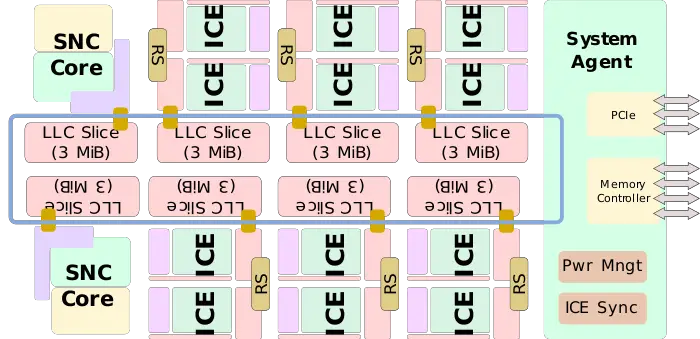 SNC
Core
RS
ICE
ICE
RS
ICE
ICE
RS
ICE
ICE
System
Agent
PCIe
Memory
Controller
Pwr Mngt
ICE Sync
LLC Slice
(3 MiB)
LLC Slice
(3 MiB)
LLC Slice
(3 MiB)
LLC Slice
(3 MiB)
LLC Slice
(3 MiB)
LLC Slice
(3 MiB)
LLC Slice
(3 MiB)
LLC Slice
(3 MiB)
SNC
Core
ICE
ICE
RS
ICE
ICE
RS
ICE
ICE
RS